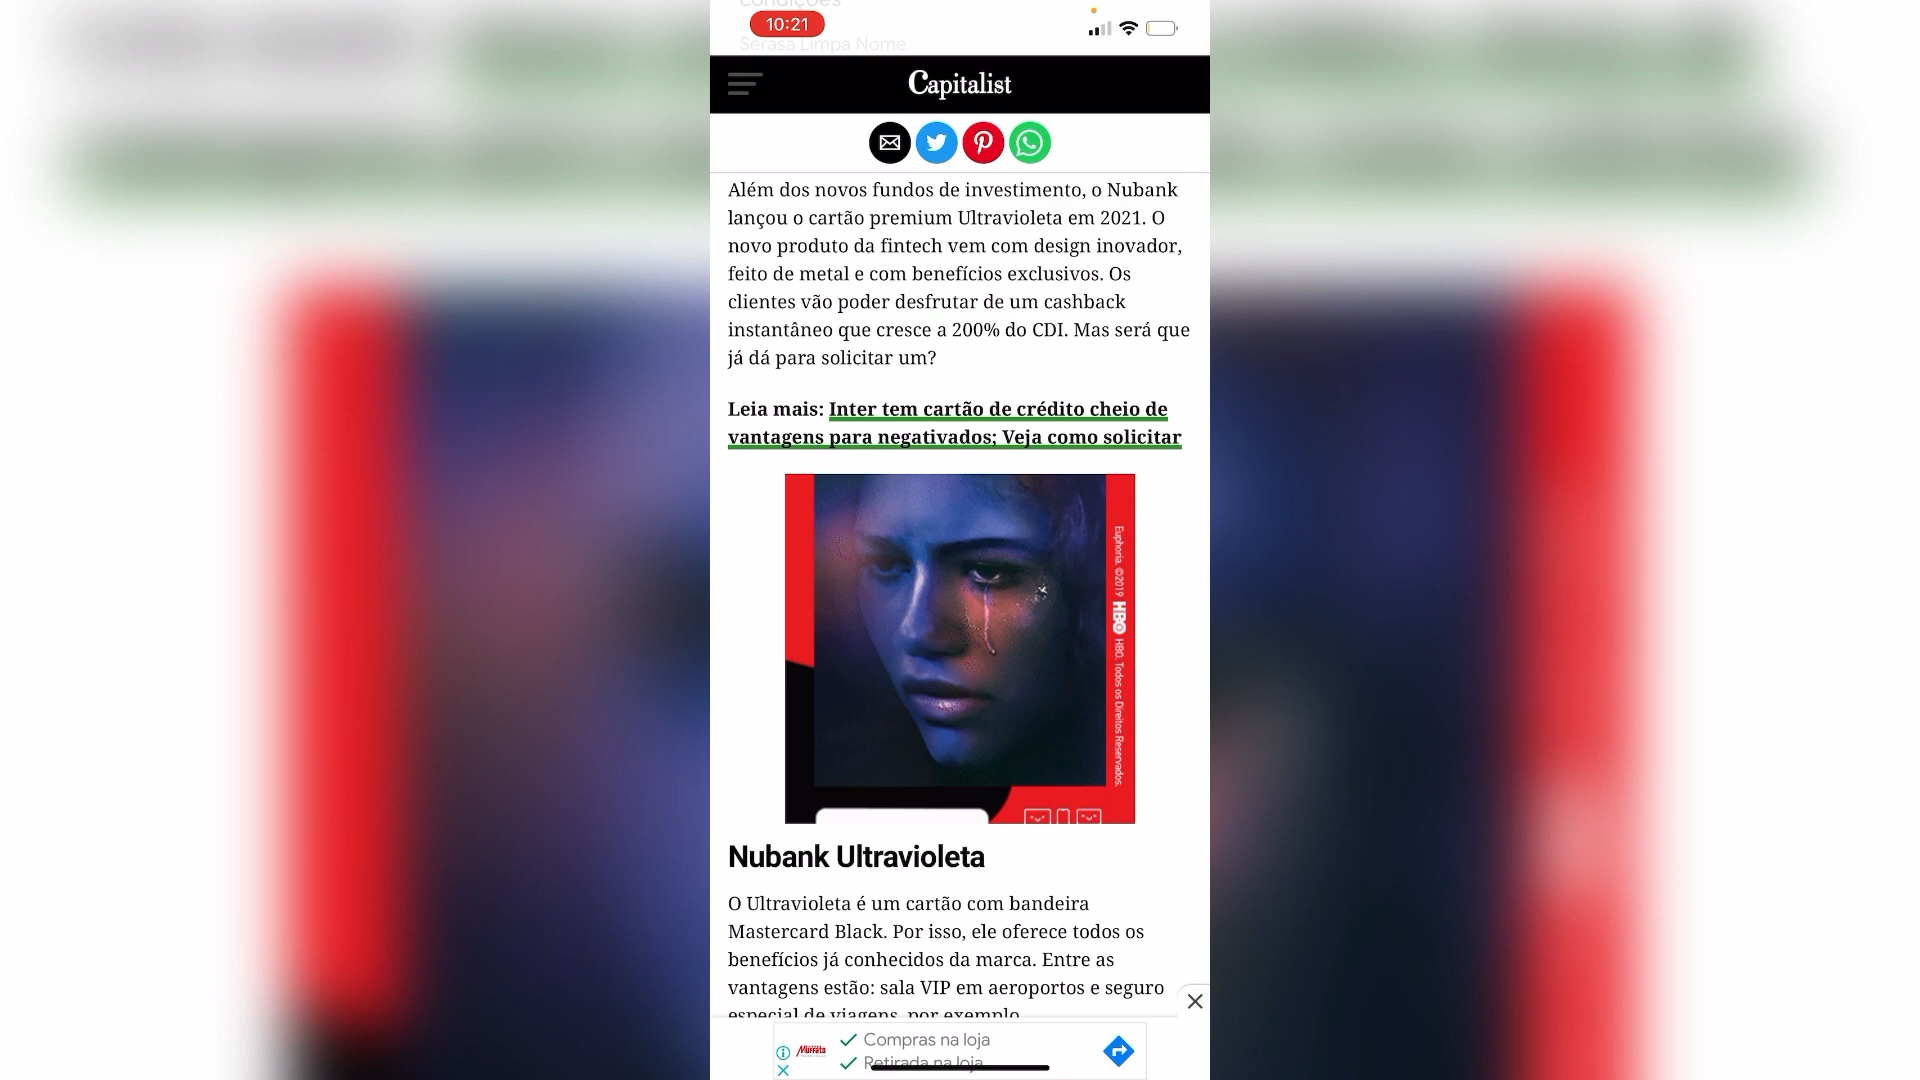 condições
10:21
Serasa Limpa Nome
Capitalist
Além dos novos fundos de investimento, o Nubank
lançou o cartão premium Ultravioleta em 2021. O
novo produto da fintech vem com design inovador,
feito de metal e com benefícios exclusivos. Os
clientes vão poder desfrutar de um cashback
instantâneo que cresce a 200% do CDI. Mas será que
já dá para solicitar um?
Leia mais: Inter tem cartão de crédito cheio de
vantagens para negativados; Veja como solicitar
Euphoria. ©2019 HBO HBO. Todos os Direitos Reservados.
Nubank Ultravioleta
O Ultravioleta é um cartão com bandeira
Mastercard Black. Por isso, ele oferece todos os
benefícios já conhecidos da marca. Entre as
vantagens estão: sala VIP em aeroportos e seguro
especial de viagens, por exemplo.
Muffato
Compras na loja
Retirada na loja